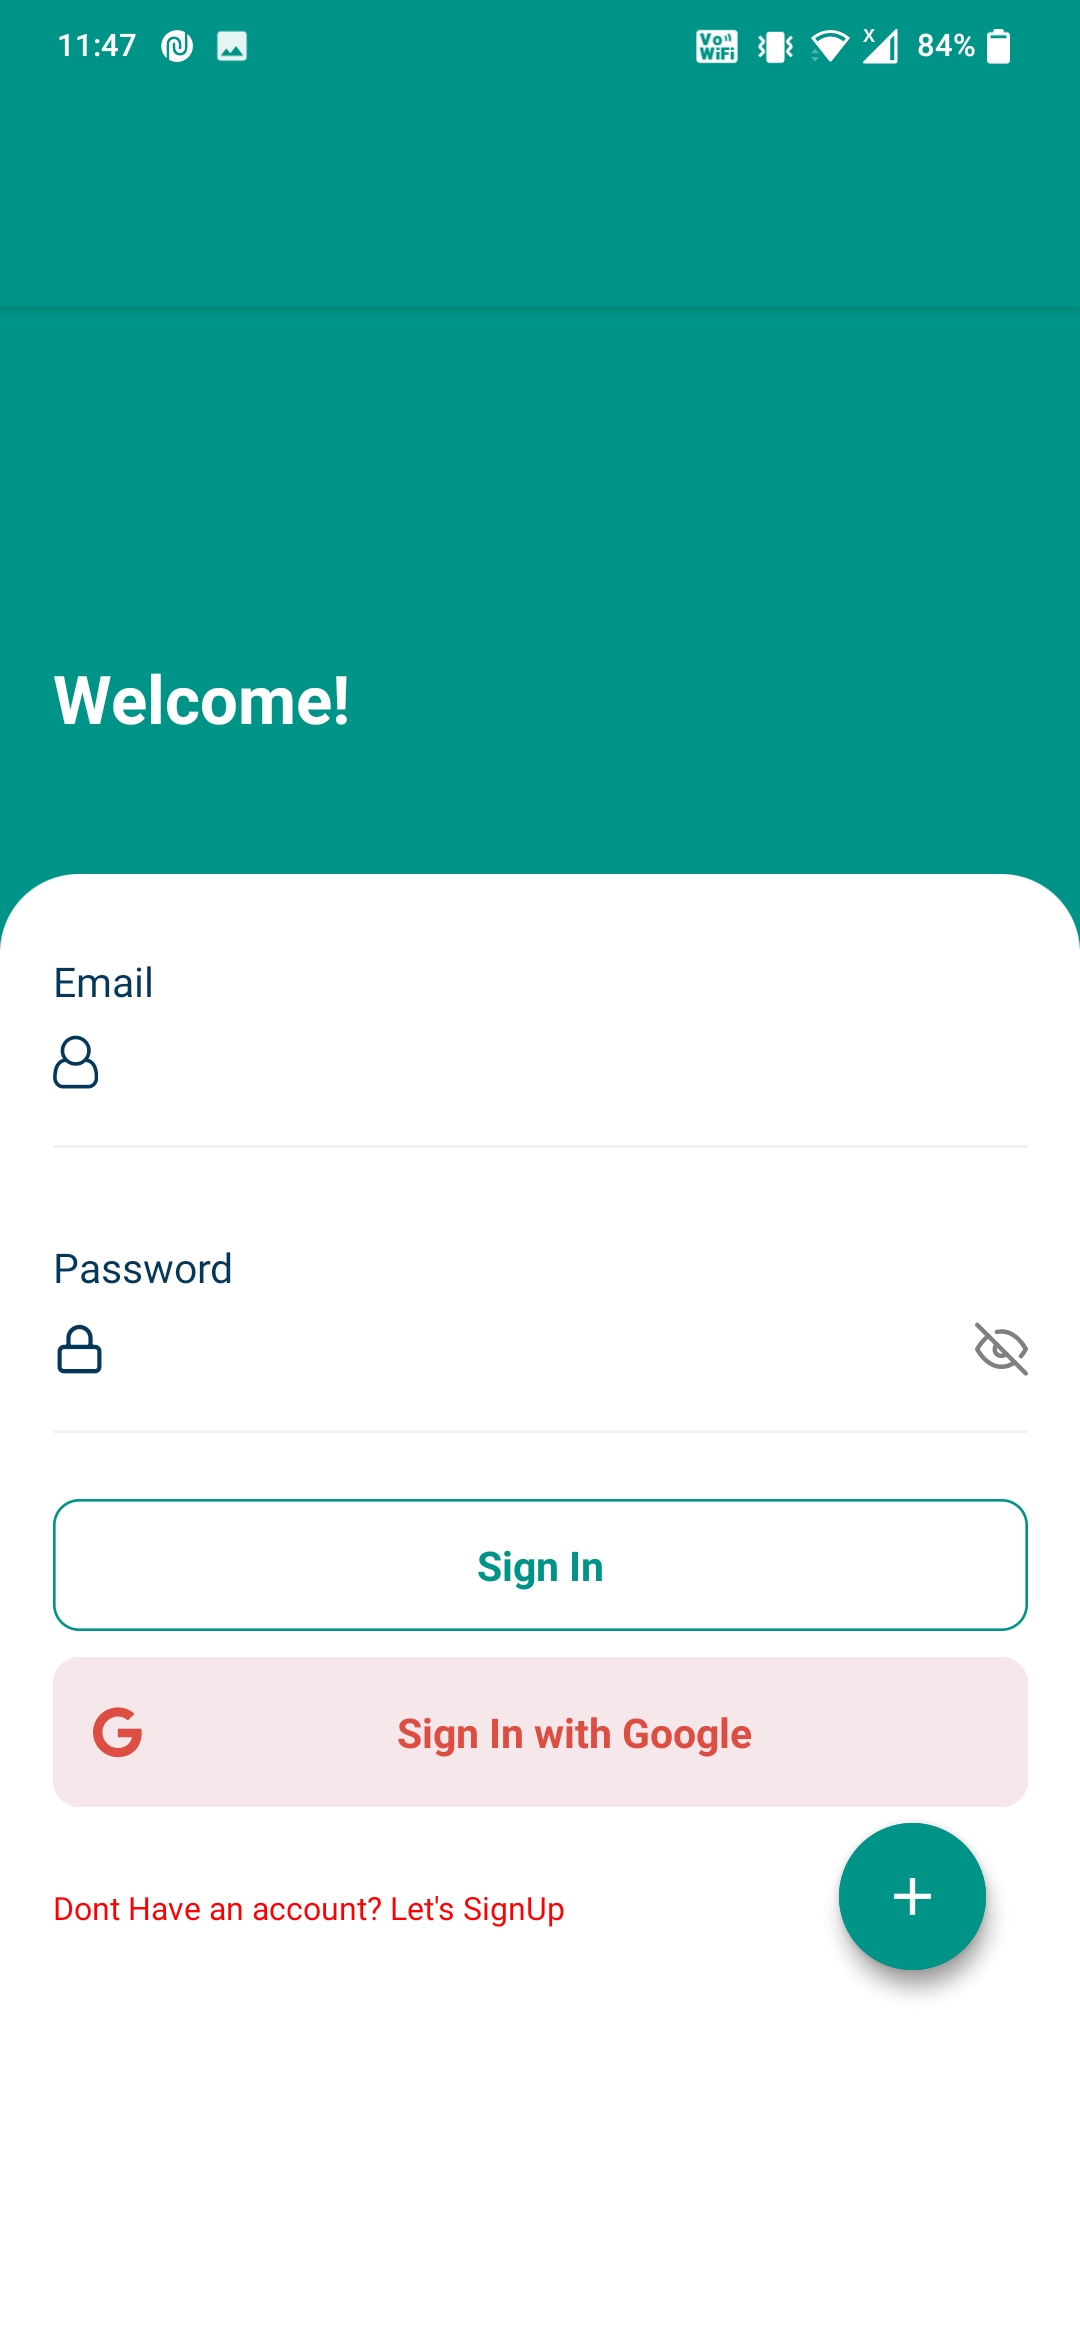 11:47
Vo WiFi
X
84%
Welcome!
Email
Password
Sign In
G Sign In with Google
Dont Have an account? Let's SignUp
+